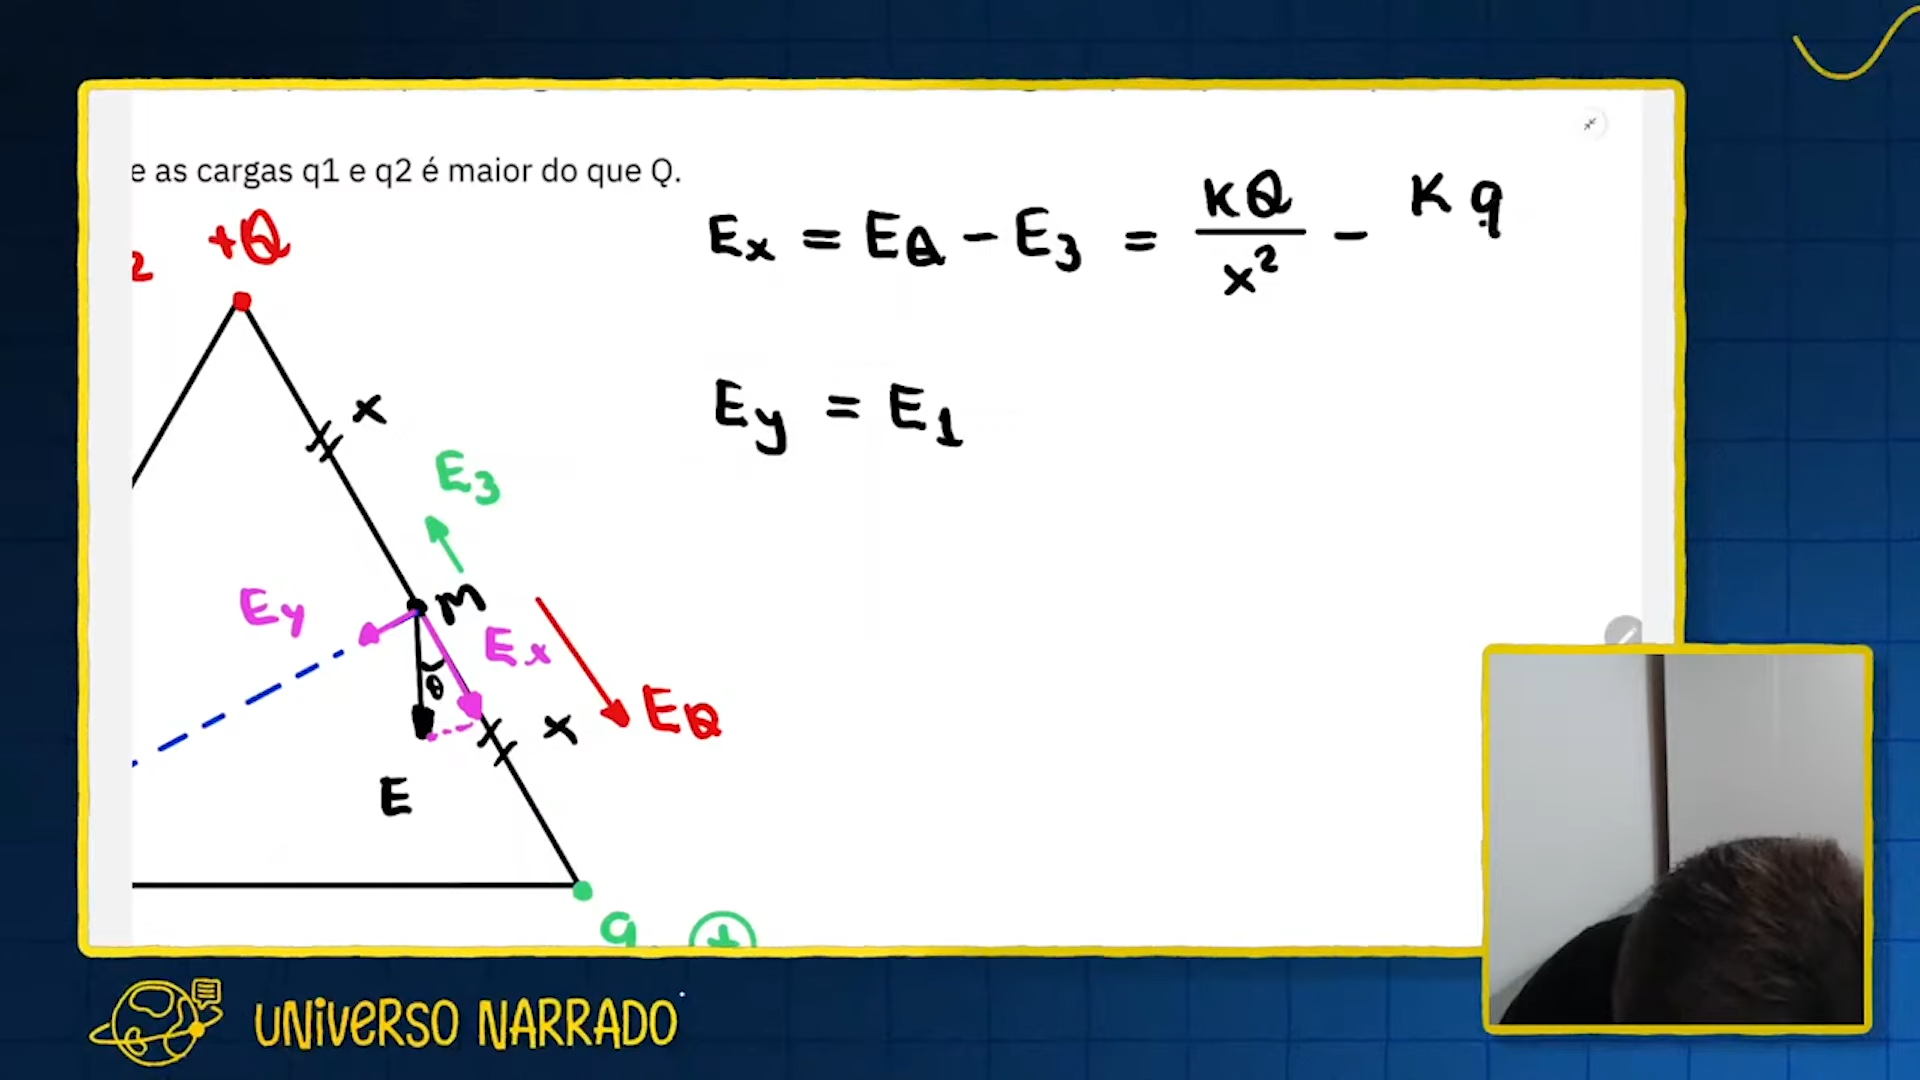 e as cargas q1 e q2 é maior do que Q.
2 +Q
Ex = EQ - E3 = KQ/x² - Kq
x
Ey = E1
E3
M
Ey
Ex
θ
EQ
x
E
q +
UNIVERSO NARRADO